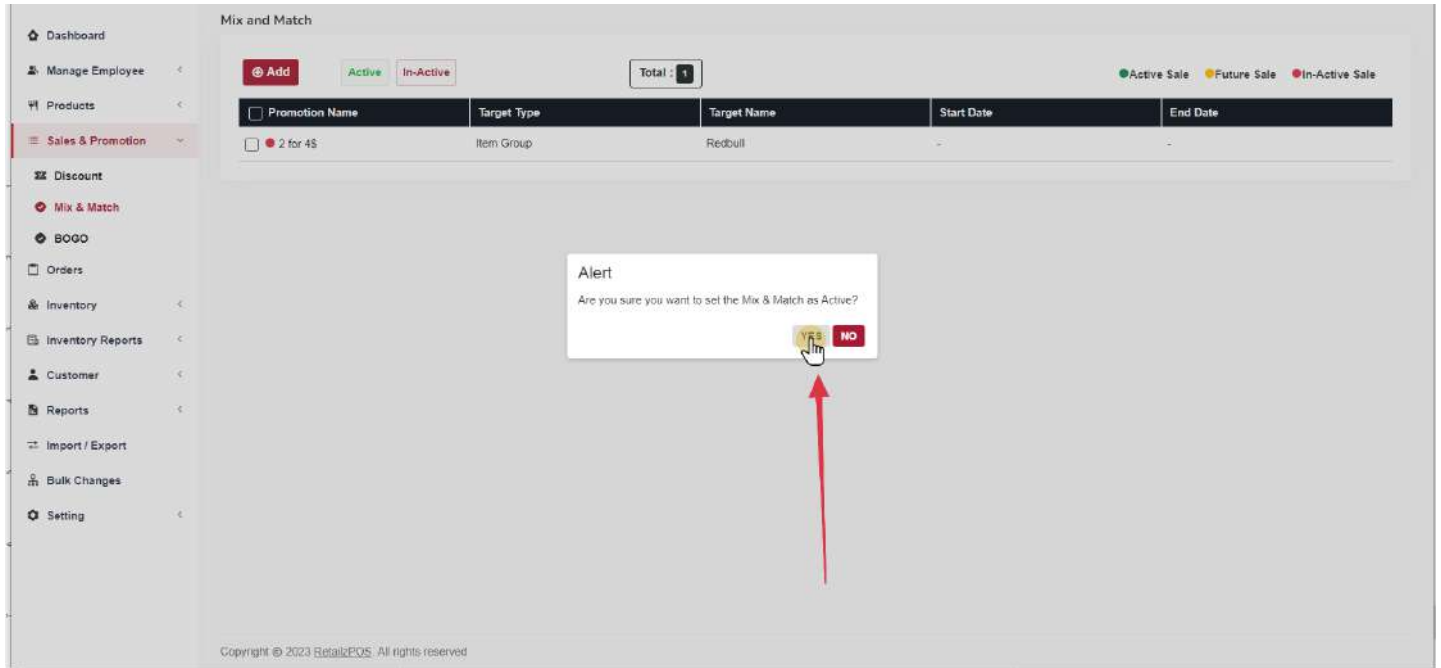 Mix and Match
Dashboard
Manage Employee
Products
Sales & Promotion
Discount
Mix & Match
BOGO
Orders
Inventory
Inventory Reports
Customer
Reports
Import / Export
Bulk Changes
Setting
Add Active In-Active Total : 1 Active Sale Future Sale In-Active Sale
Promotion Name Target Type Target Name Start Date End Date
2 for 4$ Item Group Redbull - -
Alert
Are you sure you want to set the Mix & Match as Active?
YES NO
Copyright © 2023 RetailzPOS. All rights reserved